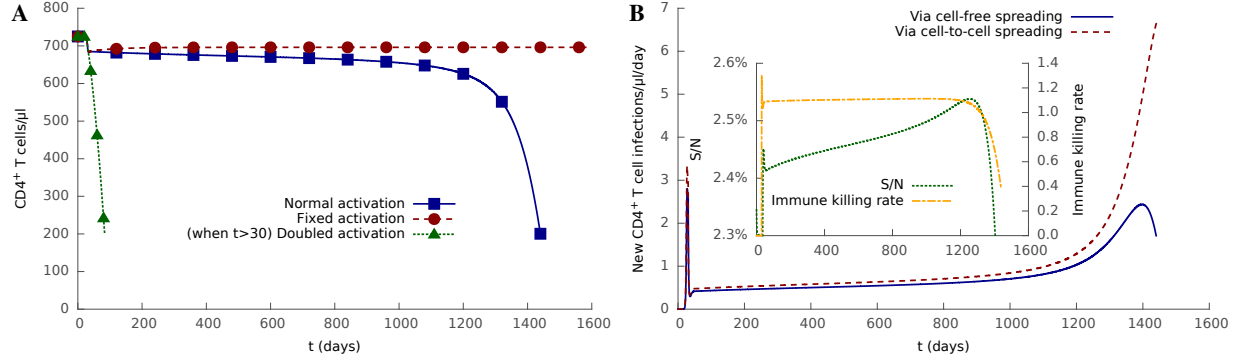 A
CD4+ T cells/µl
800
700
600
500
400
300
200
100
0
0 200 400 600 800 1000 1200 1400 1600
t (days)
Normal activation
Fixed activation
(when t>30) Doubled activation
B
New CD4+ T cell infections/µl/day
7
6
5
4
3
2
1
0
0 200 400 600 800 1000 1200 1400 1600
t (days)
Via cell-free spreading
Via cell-to-cell spreading
S/N
2.6%
2.5%
2.4%
2.3%
0 400 800 1200 1600
S/N
Immune killing rate
1.4
1.2
1.0
0.8
0.6
0.4
0.2
0.0
Immune killing rate